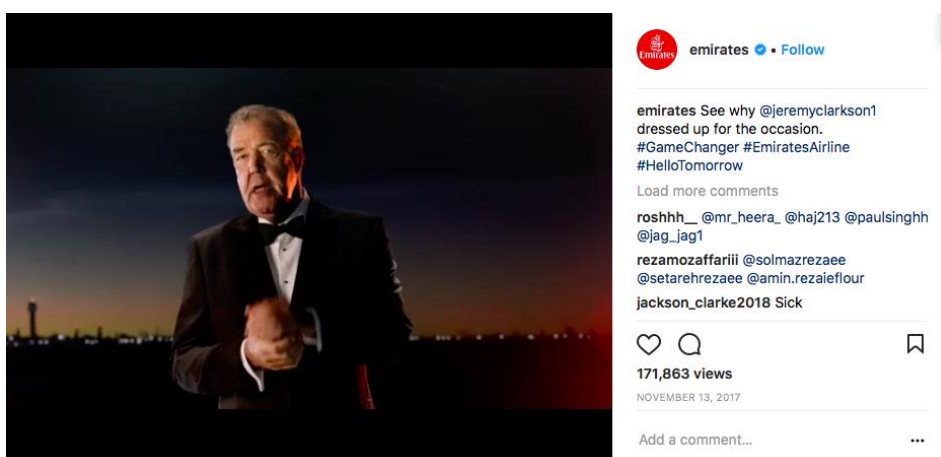 Emirates
emirates • Follow
emirates See why @jeremyclarkson1
dressed up for the occasion.
#GameChanger #EmiratesAirline
#HelloTomorrow
Load more comments
roshhh__ @mr_heera_ @haj213 @paulsinghh
@jag_jag1
rezamozaffariii @solmazrezaee
@setarehrezaee @amin.rezaieflour
jackson_clarke2018 Sick
171,863 views
NOVEMBER 13, 2017
Add a comment...